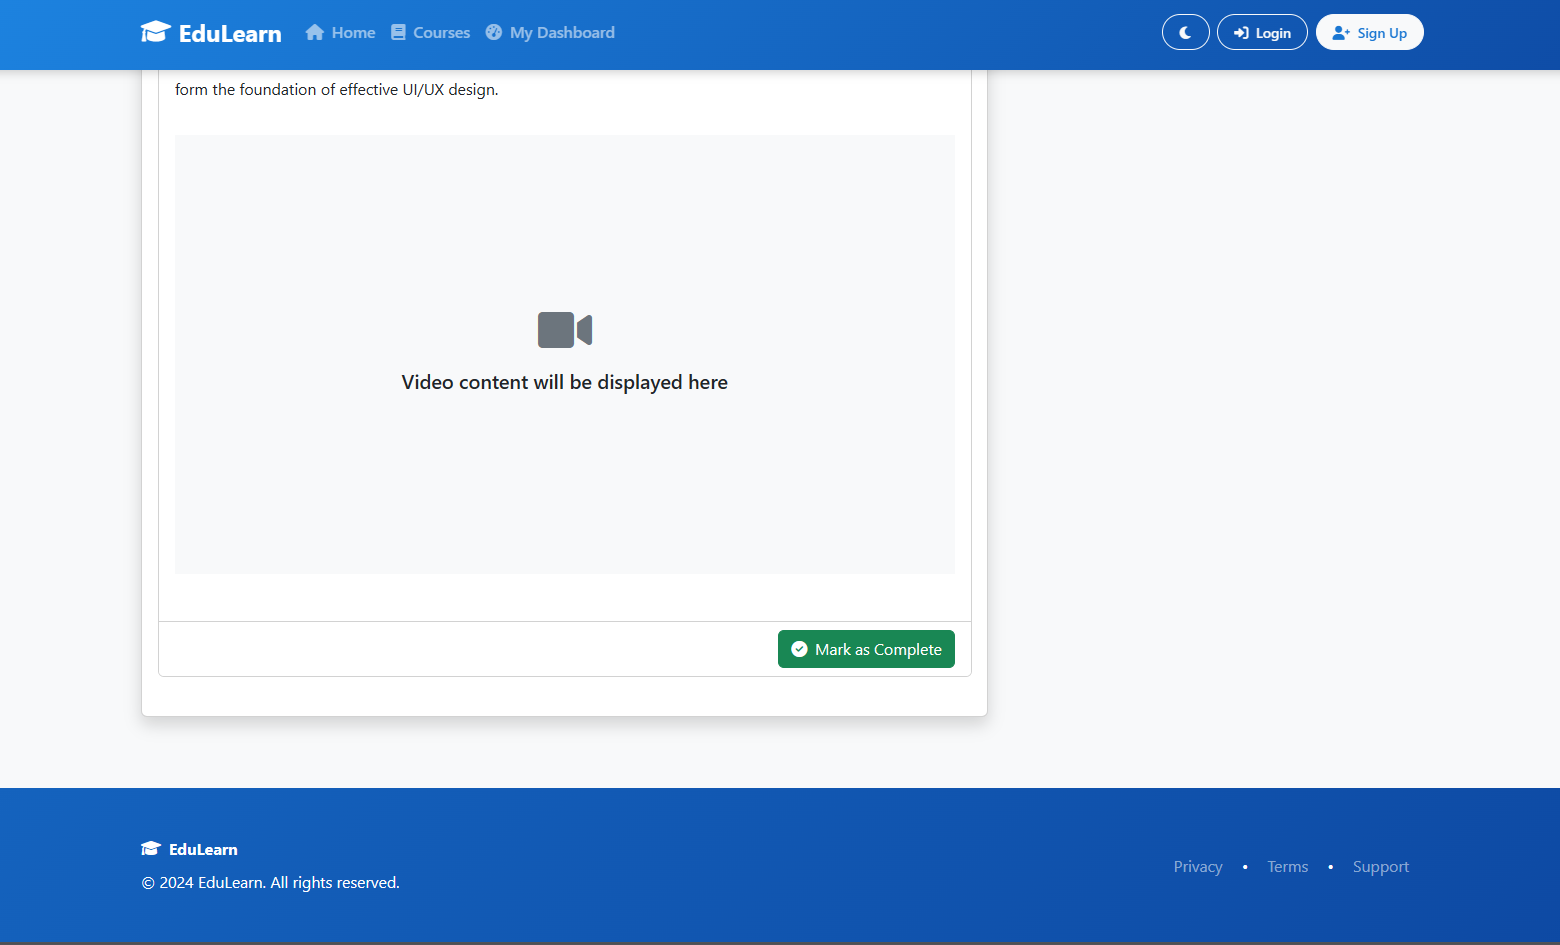 EduLearn Home Courses My Dashboard Login Sign Up
form the foundation of effective UI/UX design.
Video content will be displayed here
Mark as Complete
EduLearn
© 2024 EduLearn. All rights reserved.
Privacy • Terms • Support